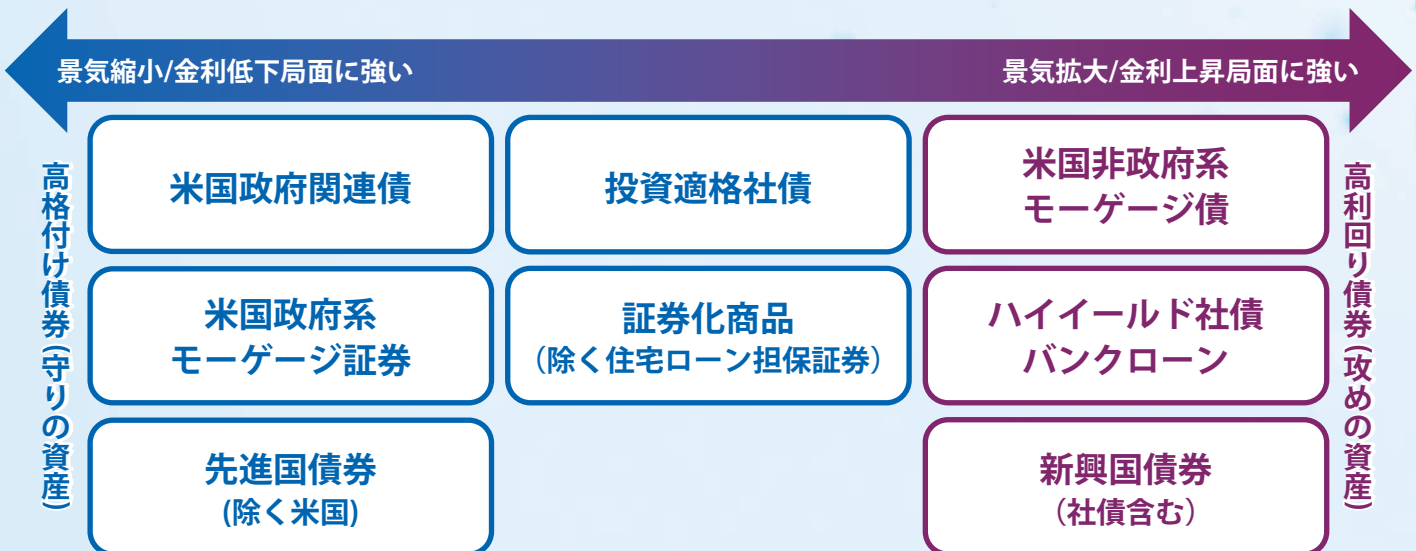 景気縮小/金利低下局面に強い
景気拡大/金利上昇局面に強い
高格付け債券(守りの資産)
米国政府関連債
投資適格社債
米国非政府系
モーゲージ債
米国政府系
モーゲージ証券
証券化商品
（除く住宅ローン担保証券）
ハイイールド社債
バンクローン
先進国債券
(除く米国)
新興国債券
（社債含む）
高利回り債券(攻めの資産)